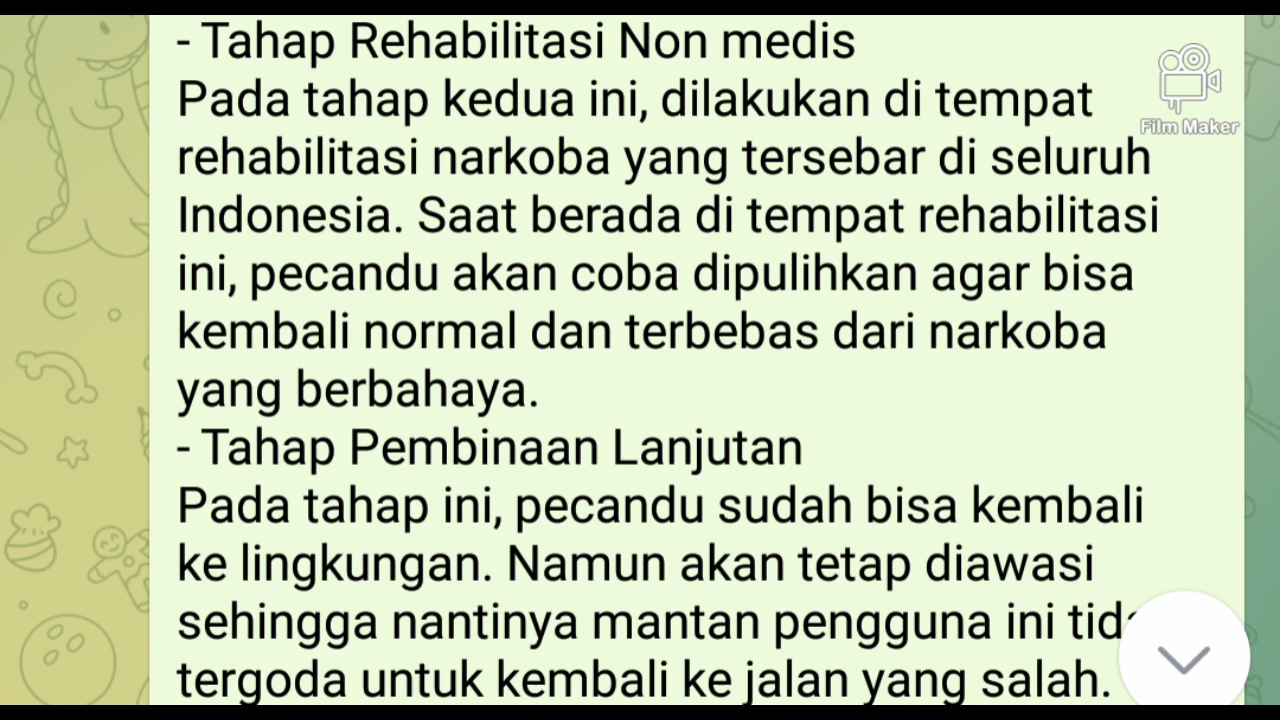 - Tahap Rehabilitasi Non medis
Pada tahap kedua ini, dilakukan di tempat
rehabilitasi narkoba yang tersebar di seluruh
Indonesia. Saat berada di tempat rehabilitasi
ini, pecandu akan coba dipulihkan agar bisa
kembali normal dan terbebas dari narkoba
yang berbahaya.
- Tahap Pembinaan Lanjutan
Pada tahap ini, pecandu sudah bisa kembali
ke lingkungan. Namun akan tetap diawasi
sehingga nantinya mantan pengguna ini
tergoda untuk kembali ke jalan yang salah.
Film Maker